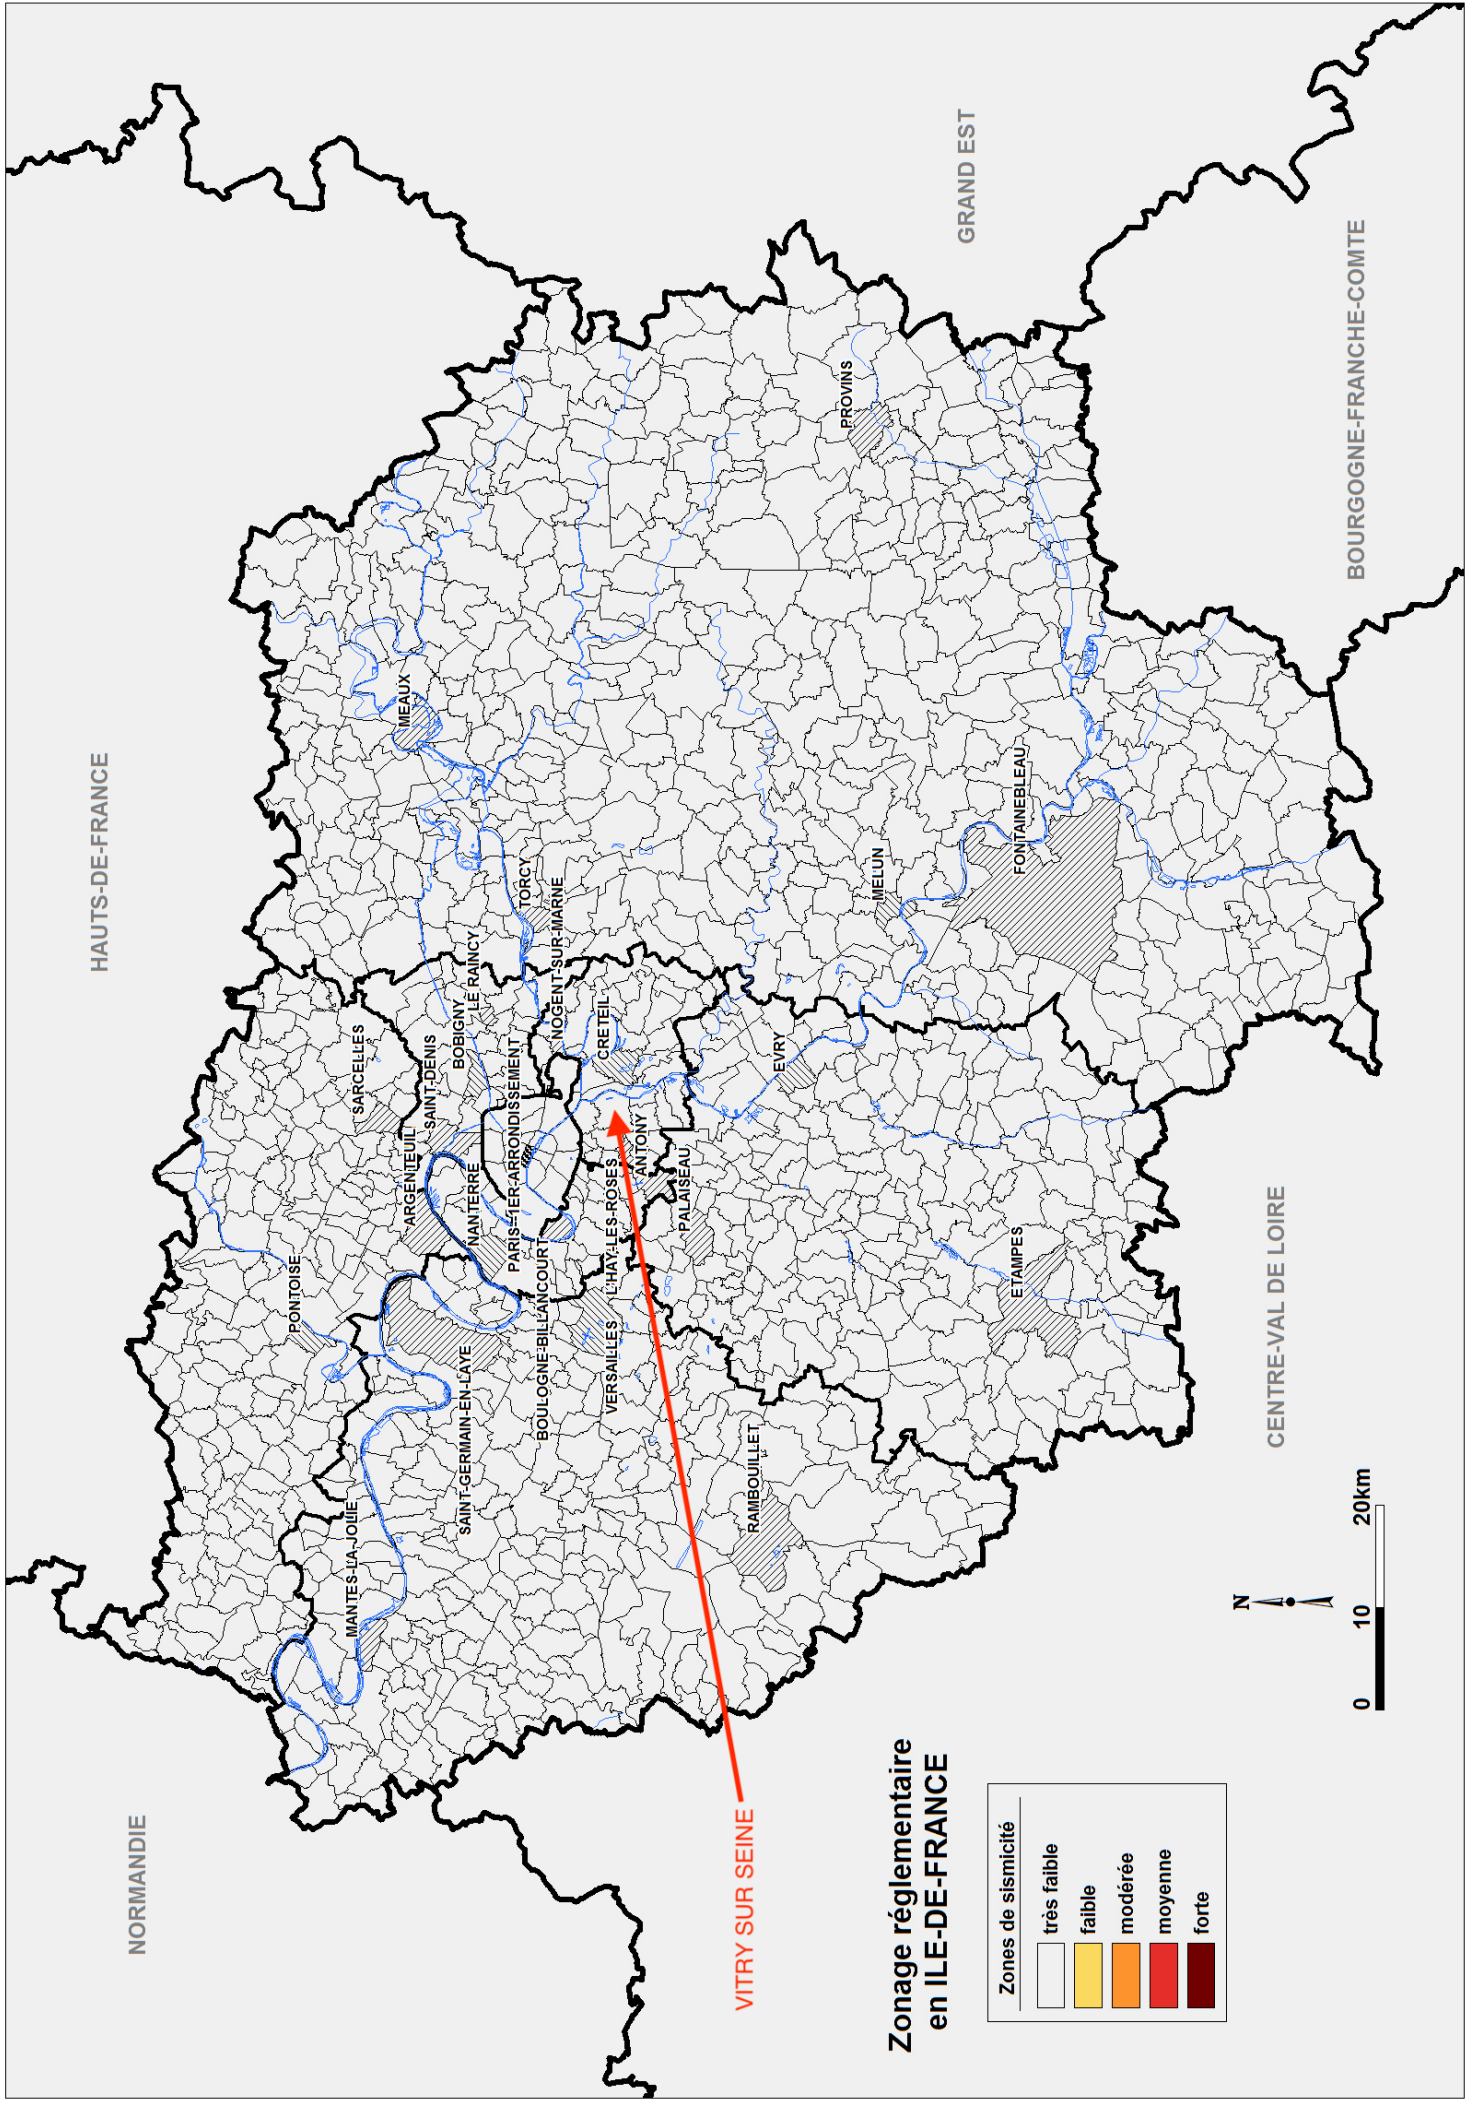 HAUTS-DE-FRANCE
NORMANDIE
GRAND EST
BOURGOGNE-FRANCHE-COMTE
CENTRE-VAL DE LOIRE
PONTOISE
MANTES-LA-JOLIE
SARCELLES
MEAUX
ARGENTEUIL
SAINT-DENIS
BOBIGNY
LE RAINCY
SAINT-GERMAIN-EN-LAYE
NANTERRE
PARIS-1ER-ARRONDISSEMENT
TORCY
BOULOGNE-BILLANCOURT
NOGENT-SUR-MARNE
VERSAILLES
L'HAY-LES-ROSES
CRETEIL
ANTONY
PALAISEAU
RAMBOUILLET
EVRY
PROVINS
MELUN
ETAMPES
FONTAINEBLEAU
VITRY SUR SEINE
Zonage réglementaire
en ILE-DE-FRANCE
Zones de sismicité
très faible
faible
modérée
moyenne
forte
N
0 10 20km